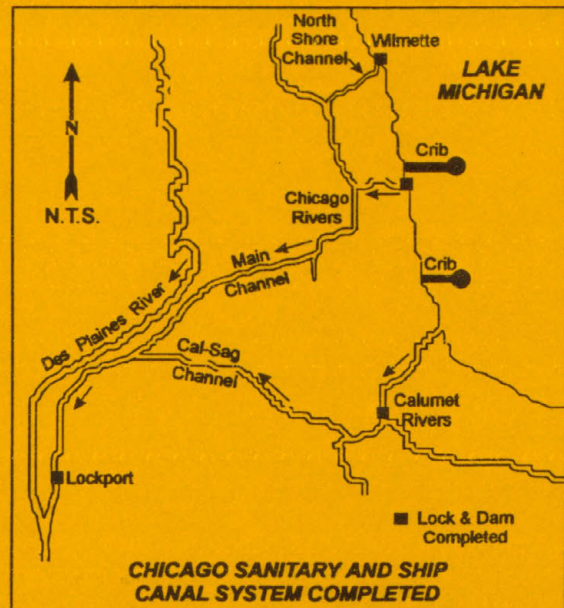 North
Shore
Channel
Wilmette
LAKE
MICHIGAN
N
N.T.S.
Crib
Chicago
Rivers
Main
Channel
Crib
Des Plaines River
Cal-Sag
Channel
Calumet
Rivers
Lockport
Lock & Dam
Completed
CHICAGO SANITARY AND SHIP
CANAL SYSTEM COMPLETED